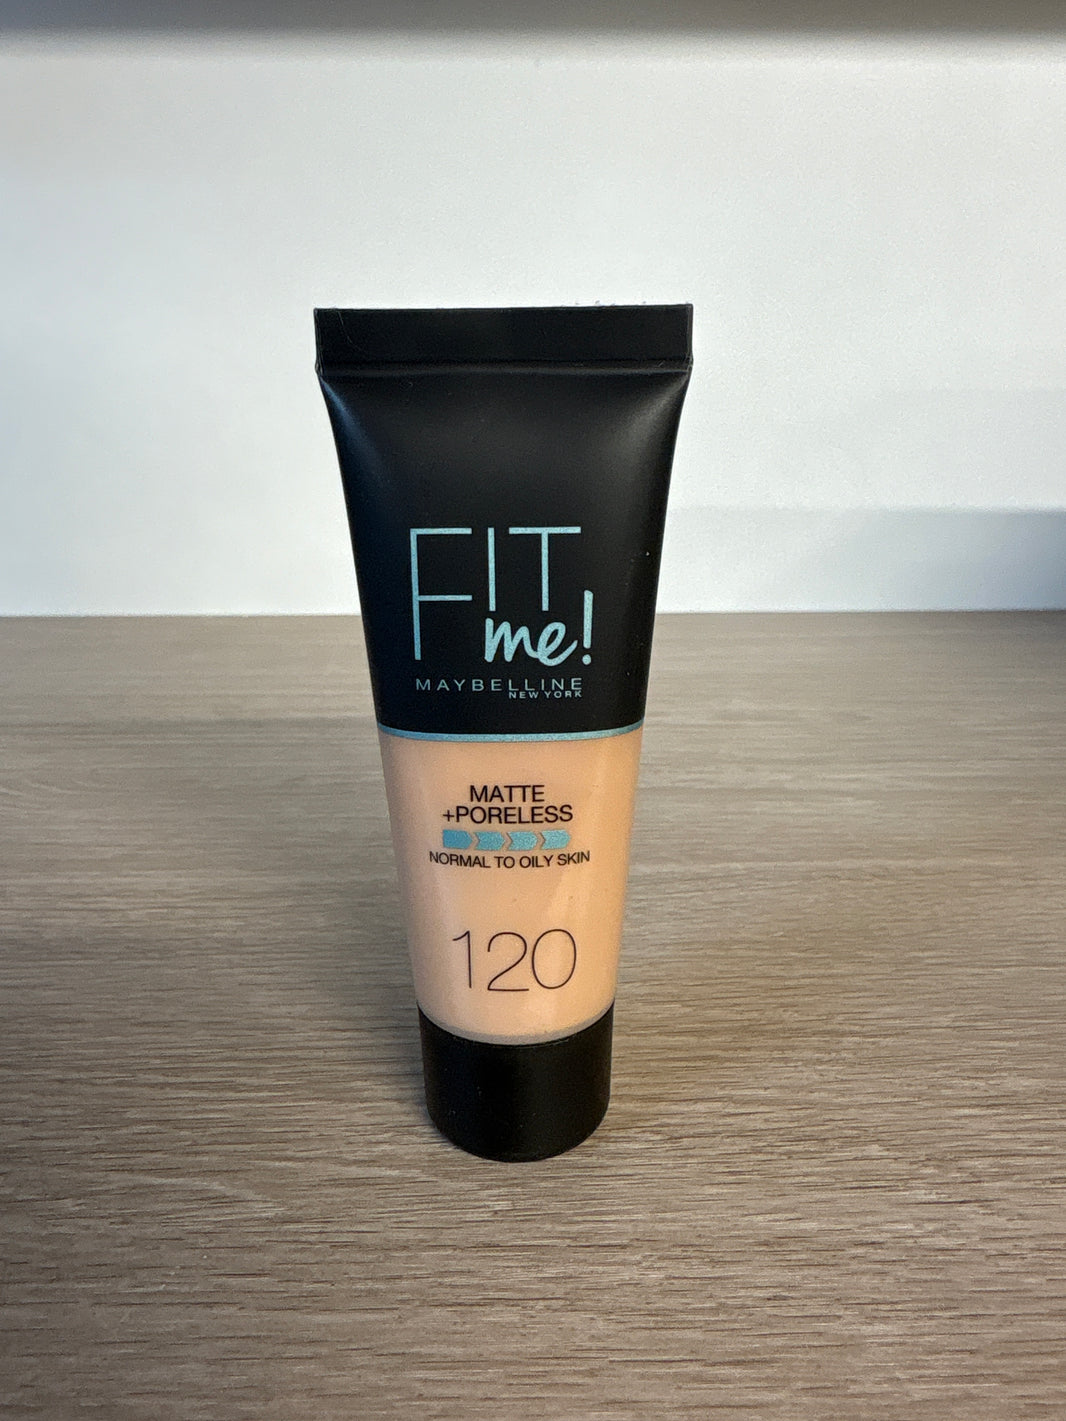 FIT
me!
MAYBELLINE
NEW YORK
MATTE
+PORELESS
NORMAL TO OILY SKIN
120